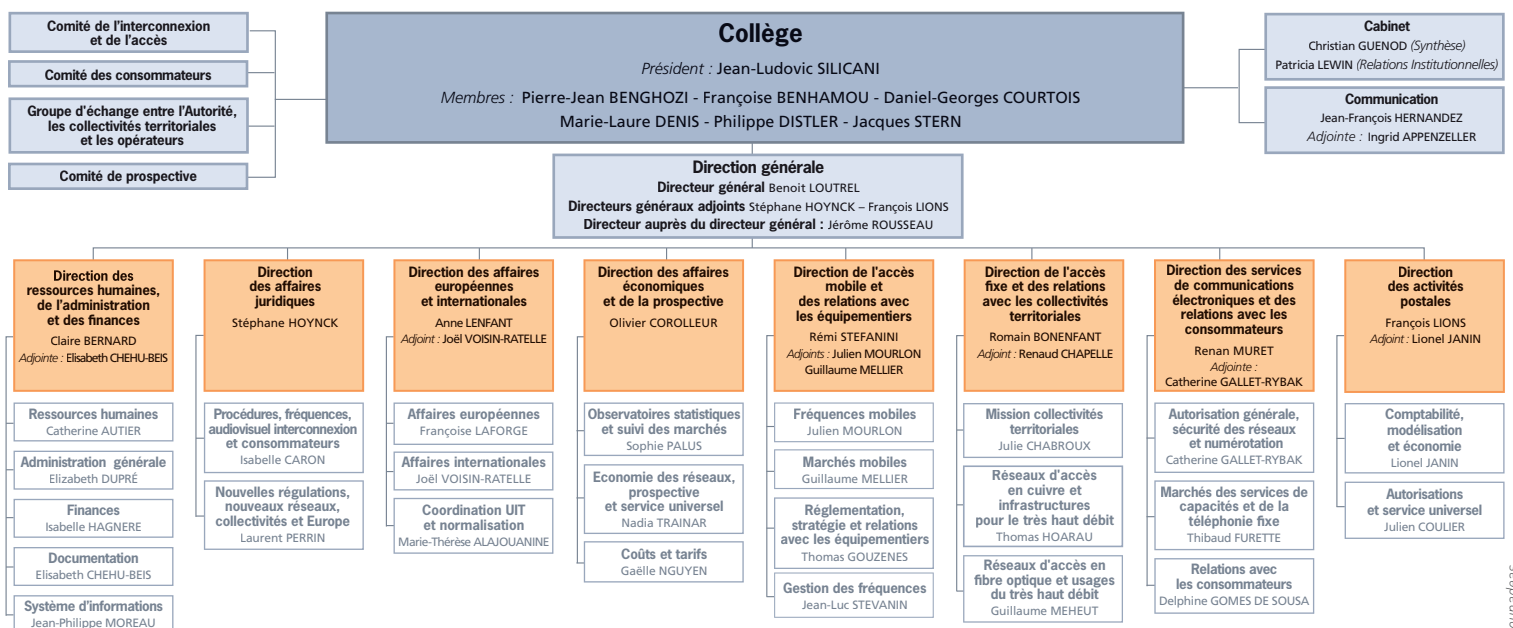 Comité de l'interconnexion
et de l'accès
Comité des consommateurs
Groupe d'échange entre l'Autorité,
les collectivités territoriales
et les opérateurs
Comité de prospective
Collège
Président : Jean-Ludovic SILICANI
Membres : Pierre-Jean BENGHOZI - Françoise BENHAMOU - Daniel-Georges COURTOIS
Marie-Laure DENIS - Philippe DISTLER - Jacques STERN
Cabinet
Christian GUENOD (Synthèse)
Patricia LEWIN (Relations Institutionnelles)
Communication
Jean-François HERNANDEZ
Adjointe : Ingrid APPENZELLER
Direction générale
Directeur général Benoit LOUTREL
Directeurs généraux adjoints Stéphane HOYNCK – François LIONS
Directeur auprès du directeur général : Jérôme ROUSSEAU
Direction des
ressources humaines,
de l'administration
et des finances
Claire BERNARD
Adjointe : Elisabeth CHEHU-BEIS
Ressources humaines
Catherine AUTIER
Administration générale
Elizabeth DUPRÉ
Finances
Isabelle HAGNERE
Documentation
Elisabeth CHEHU-BEIS
Système d'informations
Jean-Philippe MOREAU
Direction
des affaires
juridiques
Stéphane HOYNCK
Procédures, fréquences,
audiovisuel interconnexion
et consommateurs
Isabelle CARON
Nouvelles régulations,
nouveaux réseaux,
collectivités et Europe
Laurent PERRIN
Direction des affaires
européennes
et internationales
Anne LENFANT
Adjoint : Joël VOISIN-RATELLE
Affaires européennes
Françoise LAFORGE
Affaires internationales
Joël VOISIN-RATELLE
Coordination UIT
et normalisation
Marie-Thérèse ALAJOUANINE
Direction des affaires
économiques
et de la prospective
Olivier COROLLEUR
Observatoires statistiques
et suivi des marchés
Sophie PALUS
Economie des réseaux,
prospective
et service universel
Nadia TRAINAR
Coûts et tarifs
Gaëlle NGUYEN
Direction de l'accès
mobile et
des relations avec
les équipementiers
Rémi STEFANINI
Adjoints : Julien MOURLON
Guillaume MELLIER
Fréquences mobiles
Julien MOURLON
Marchés mobiles
Guillaume MELLIER
Réglementation,
stratégie et relations
avec les équipementiers
Thomas GOUZENES
Gestion des fréquences
Jean-Luc STEVANIN
Direction de l'accès
fixe et des relations
avec les collectivités
territoriales
Romain BONENFANT
Adjoint : Renaud CHAPELLE
Mission collectivités
territoriales
Julie CHABROUX
Réseaux d'accès
en cuivre et
infrastructures
pour le très haut débit
Thomas HOARAU
Réseaux d'accès en
fibre optique et usages
du très haut débit
Guillaume MEHEUT
Direction des services
de communications
électroniques et des
relations avec les
consommateurs
Renan MURET
Adjointe :
Catherine GALLET-RYBAK
Autorisation générale,
sécurité des réseaux
et numérotation
Catherine GALLET-RYBAK
Marchés des services de
capacités et de la
téléphonie fixe
Thibaud FURETTE
Relations avec
les consommateurs
Delphine GOMES DE SOUSA
Direction
des activités
postales
François LIONS
Adjoint : Lionel JANIN
Comptabilité,
modélisation
et économie
Lionel JANIN
Autorisations
et service universel
Julien COULIER